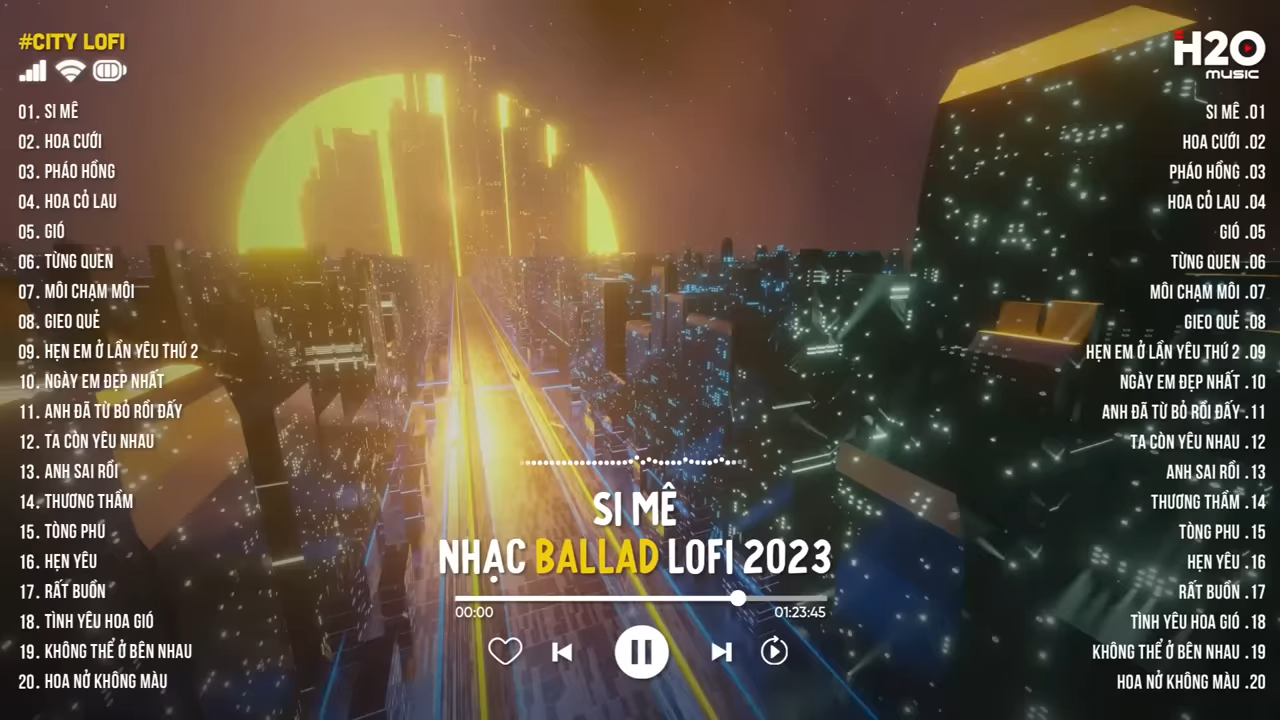 #CITY LOFI
H2O
MUSIC
01. SI MÊ
02. HOA CƯỚI
03. PHÁO HỒNG
04. HOA CỎ LAU
05. GIÓ
06. TỪNG QUEN
07. MÔI CHẠM MÔI
08. GIEO QUẺ
09. HẸN EM Ở LẦN YÊU THỨ 2
10. NGÀY EM ĐẸP NHẤT
11. ANH ĐÃ TỪ BỎ RỒI ĐẤY
12. TA CÒN YÊU NHAU
13. ANH SAI RỒI
14. THƯƠNG THẦM
15. TÒNG PHU
16. HẸN YÊU
17. RẤT BUỒN
18. TÌNH YÊU HOA GIÓ
19. KHÔNG THỂ Ở BÊN NHAU
20. HOA NỞ KHÔNG MÀU
SI MÊ .01
HOA CƯỚI .02
PHÁO HỒNG .03
HOA CỎ LAU .04
GIÓ .05
TỪNG QUEN .06
MÔI CHẠM MÔI .07
GIEO QUẺ .08
HẸN EM Ở LẦN YÊU THỨ 2 .09
NGÀY EM ĐẸP NHẤT .10
ANH ĐÃ TỪ BỎ RỒI ĐẤY .11
TA CÒN YÊU NHAU .12
ANH SAI RỒI .13
THƯƠNG THẦM .14
TÒNG PHU .15
HẸN YÊU .16
RẤT BUỒN .17
TÌNH YÊU HOA GIÓ .18
KHÔNG THỂ Ở BÊN NHAU .19
HOA NỞ KHÔNG MÀU .20
SI MÊ
NHẠC BALLAD LOFI 2023
00:00
01:23:45